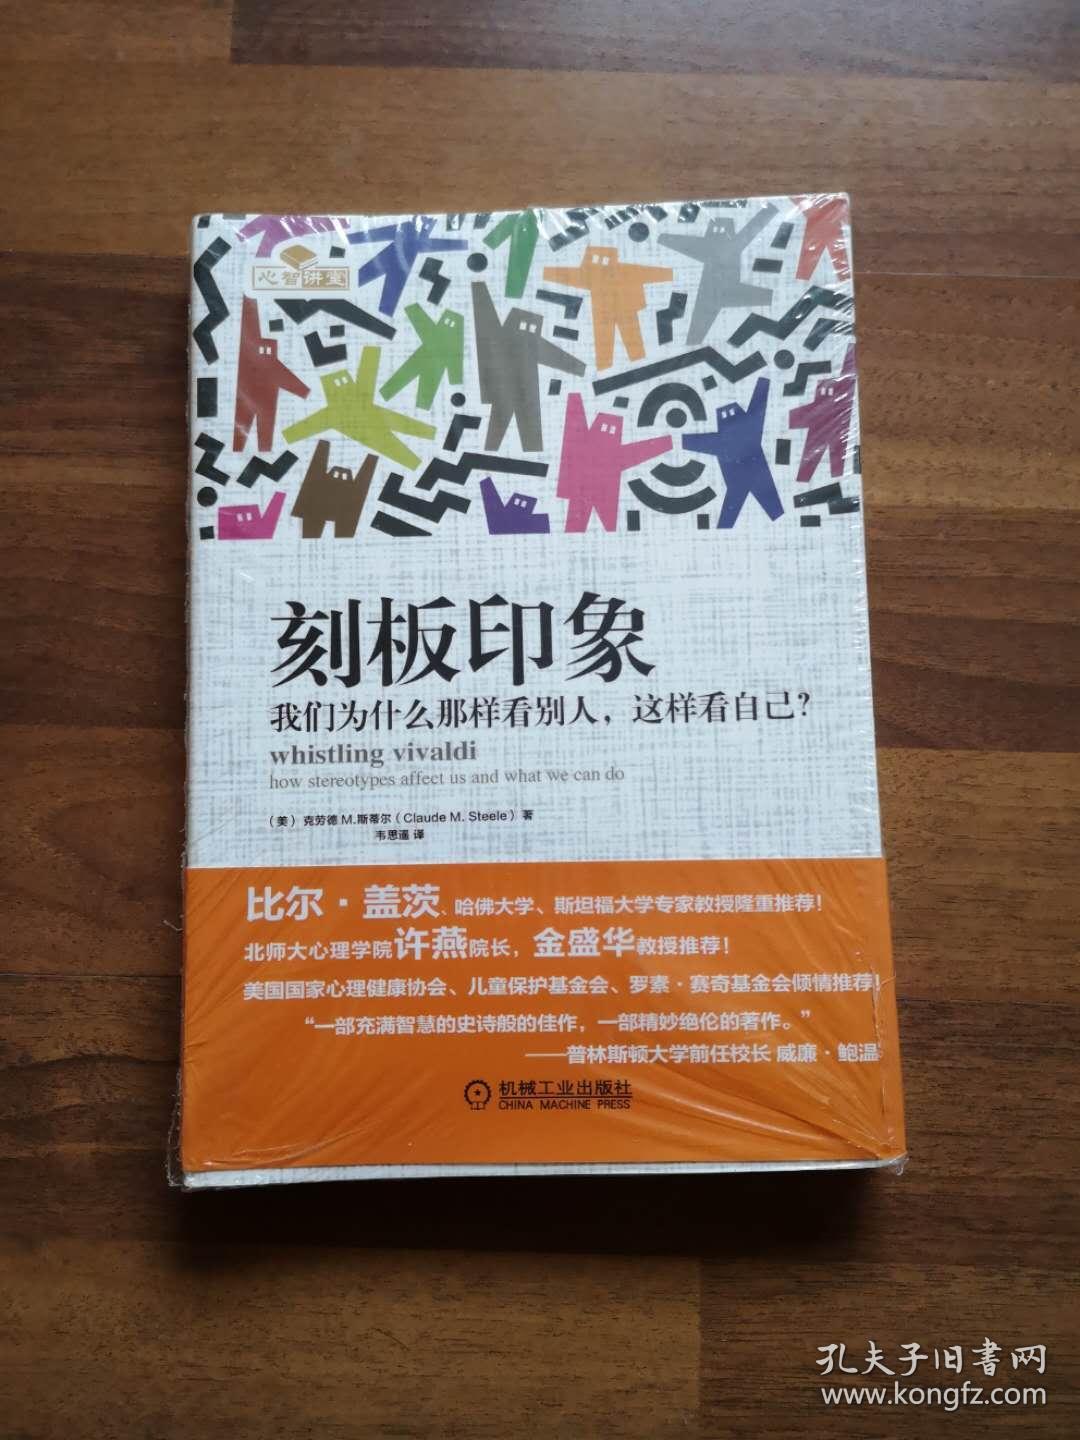 心智讲堂
刻板印象
我们为什么那样看别人，这样看自己？
whistling vivaldi
how stereotypes affect us and what we can do
（美）克劳德 M.斯蒂尔（Claude M. Steele）著
韦思遥 译
比尔·盖茨、哈佛大学、斯坦福大学专家教授隆重推荐！
北师大心理学院许燕院长，金盛华教授推荐！
美国国家心理健康协会、儿童保护基金会、罗素·赛奇基金会倾情推荐！
“一部充满智慧的史诗般的佳作，一部精妙绝伦的著作。”
——普林斯顿大学前任校长 威廉·鲍温
机械工业出版社
CHINA MACHINE PRESS
孔夫子旧書网
www.kongfz.com